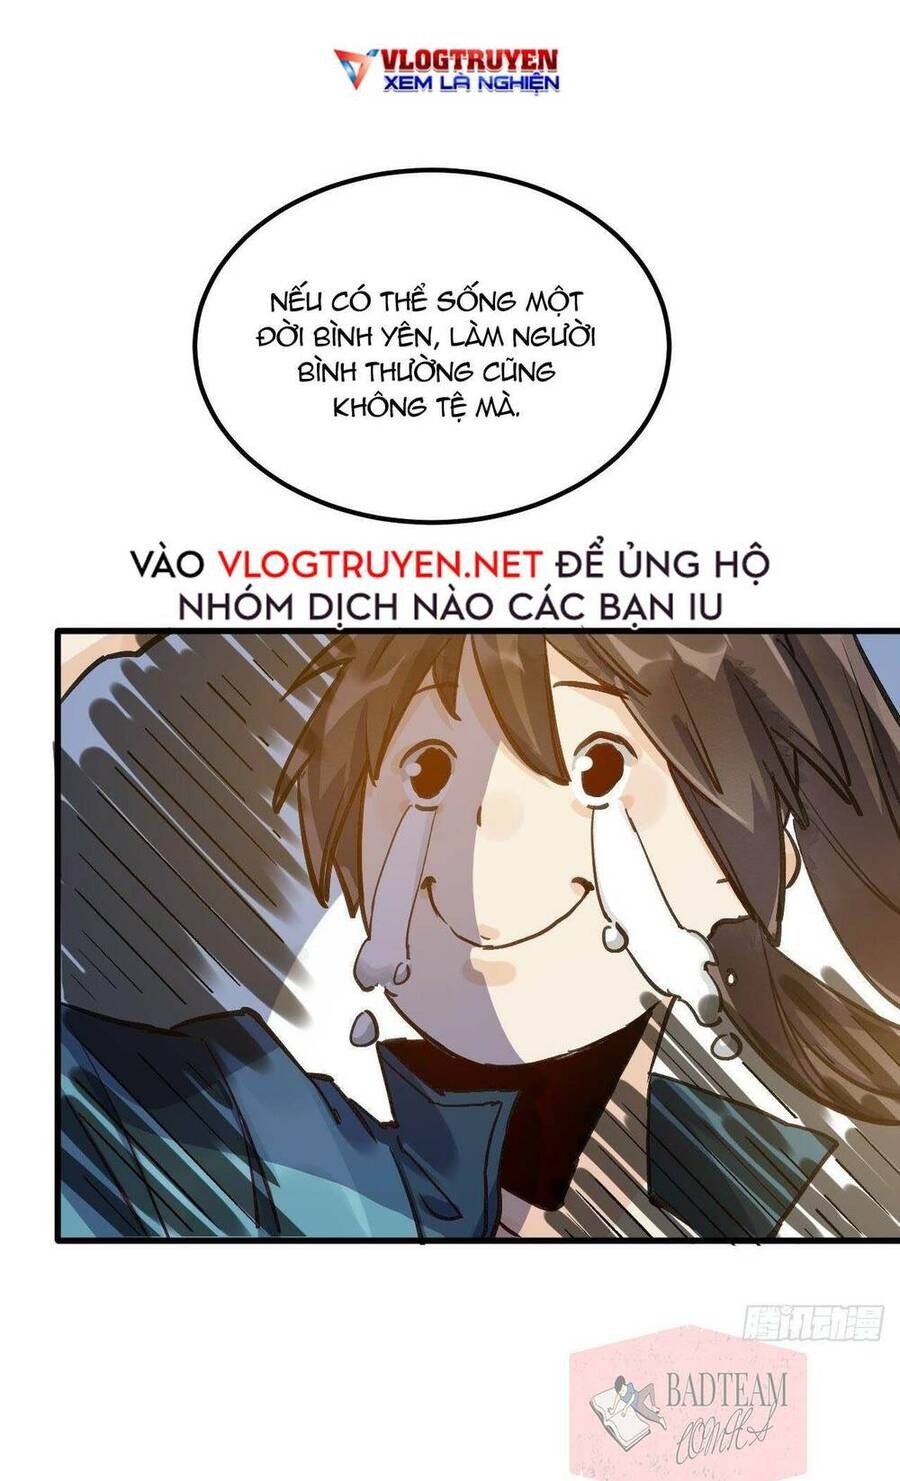 VLOGTRUYEN
XEM LÀ NGHIỆN
NẾU CÓ THỂ SỐNG MỘT
ĐỜI BÌNH YÊN, LÀM NGƯỜI
BÌNH THƯỜNG CŨNG
KHÔNG TỆ MÀ.
VÀO VLOGTRUYEN.NET ĐỂ ỦNG HỘ
NHÓM DỊCH NÀO CÁC BẠN IU
腾讯动漫
BADTEAM
COMICS